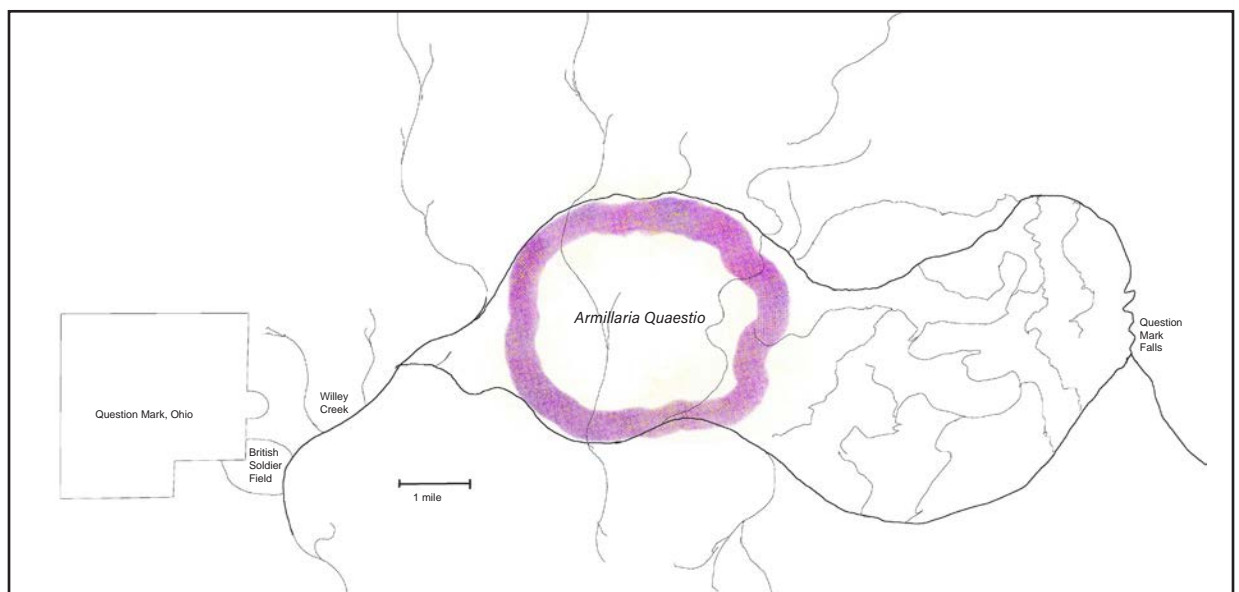 Armillaria Quaestio
Question
Mark
Falls
Question Mark, Ohio
Willey
Creek
British
Soldier
Field
1 mile